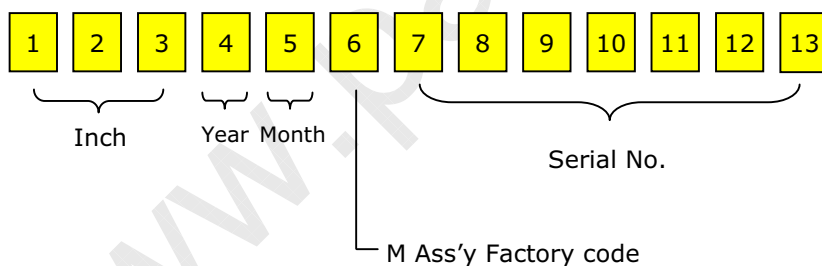 1 2 3 4 5 6 7 8 9 10 11 12 13
Inch Year Month
Serial No.
M Ass’y Factory code